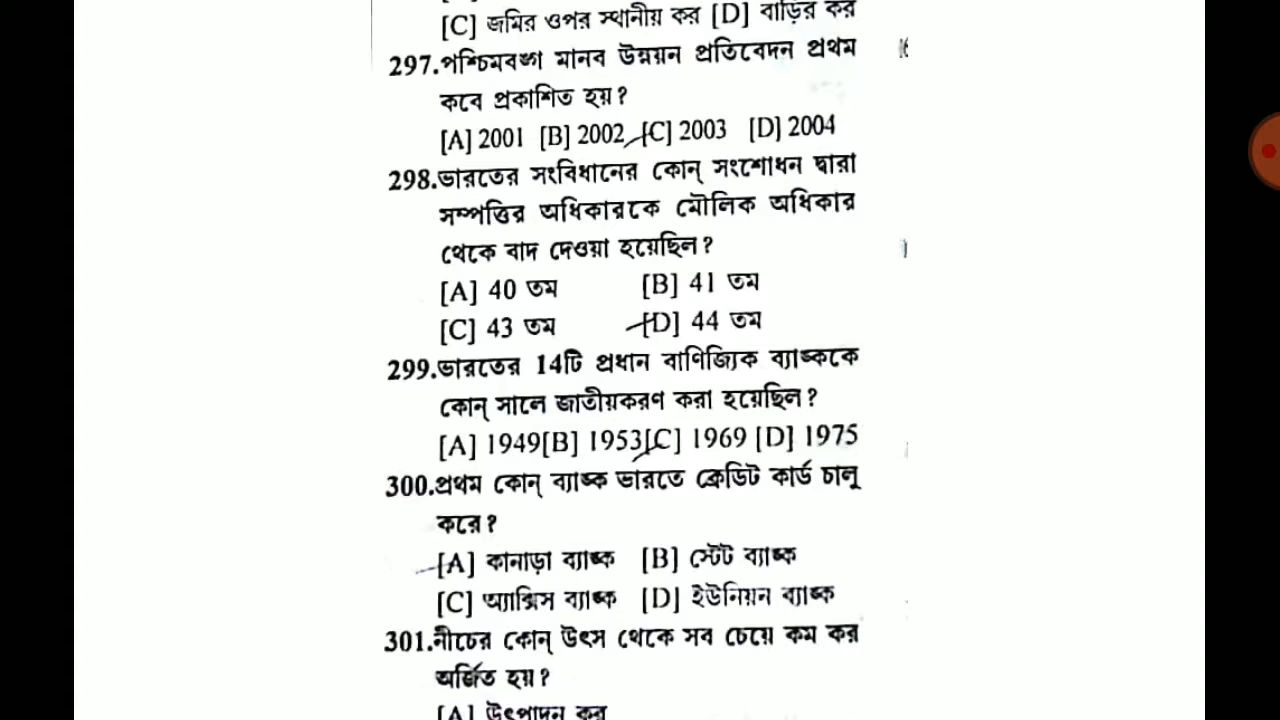 [C] জমির ওপর স্থানীয় কর [D] বাড়ির কর
297.পশ্চিমবঙ্গ মানব উন্নয়ন প্রতিবেদন প্রথম
কবে প্রকাশিত হয়?
[A] 2001 [B] 2002 [C] 2003 [D] 2004
298.ভারতের সংবিধানের কোন্ সংশোধন দ্বারা
সম্পত্তির অধিকারকে মৌলিক অধিকার
থেকে বাদ দেওয়া হয়েছিল?
[A] 40 তম [B] 41 তম
[C] 43 তম [D] 44 তম
299.ভারতের 14টি প্রধান বাণিজ্যিক ব্যাঙ্ককে
কোন্ সালে জাতীয়করণ করা হয়েছিল?
[A] 1949[B] 1953[C] 1969 [D] 1975
300.প্রথম কোন্ ব্যাঙ্ক ভারতে ক্রেডিট কার্ড চালু
করে?
[A] কানাড়া ব্যাঙ্ক [B] স্টেট ব্যাঙ্ক
[C] অ্যাক্সিস ব্যাঙ্ক [D] ইউনিয়ন ব্যাঙ্ক
301.নীচের কোন্ উৎস থেকে সব চেয়ে কম কর
অর্জিত হয়?
[A] উৎপাদন কর